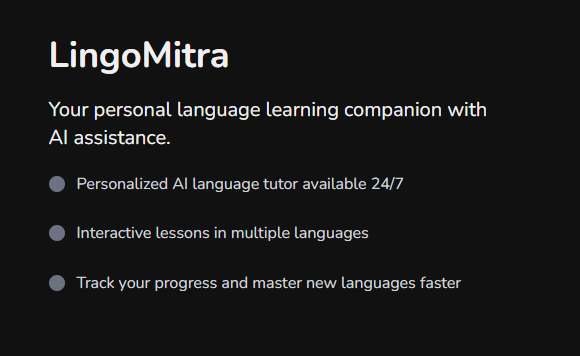 LingoMitra
Your personal language learning companion with
AI assistance.
Personalized AI language tutor available 24/7
Interactive lessons in multiple languages
Track your progress and master new languages faster